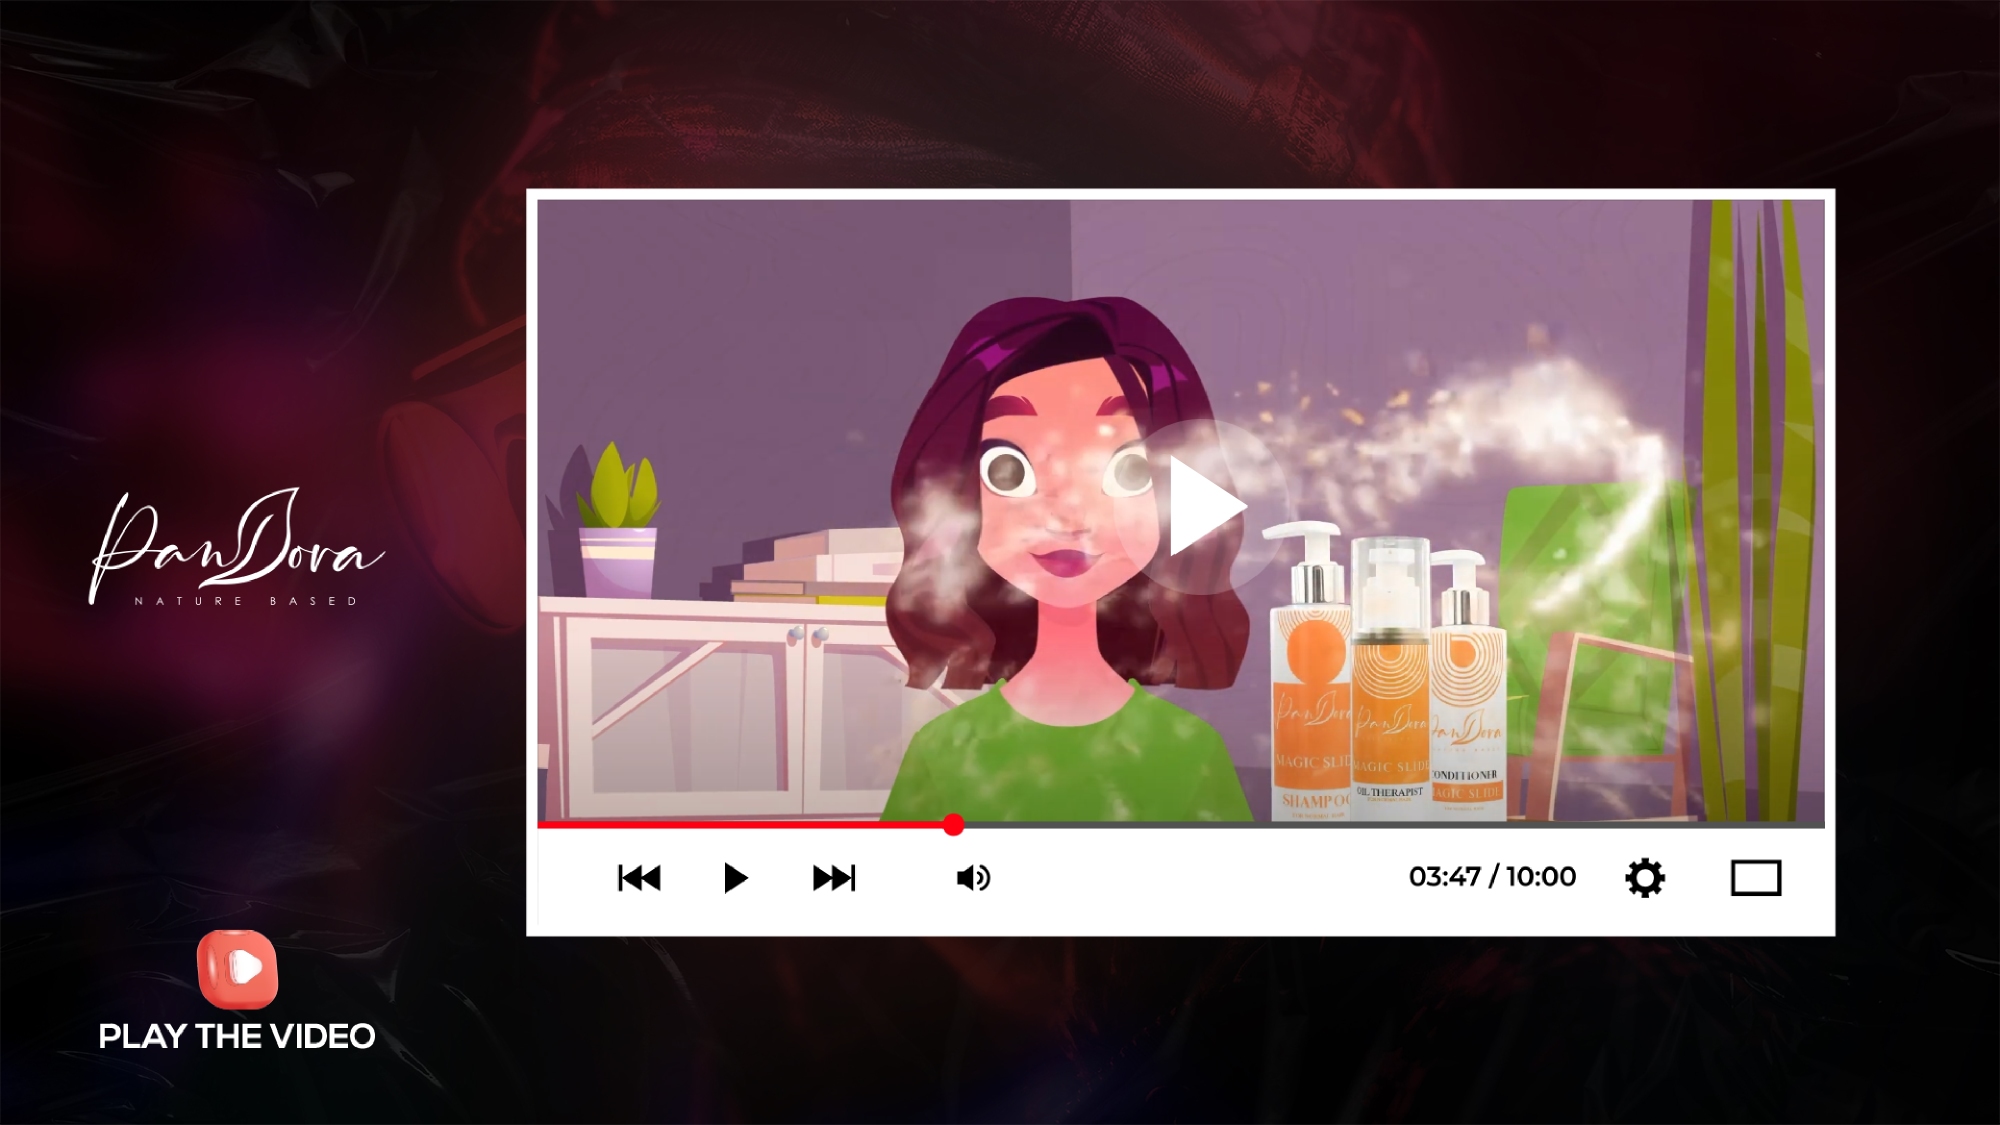 PanDora
NATURE BASED
PLAY THE VIDEO
PanDora
MAGIC SLID
SHAMPOO
PanDora
MAGIC SLIDE
OIL THERAPIST
PanDora
CONDITIONER
MAGIC SLIDE
03:47 / 10:00